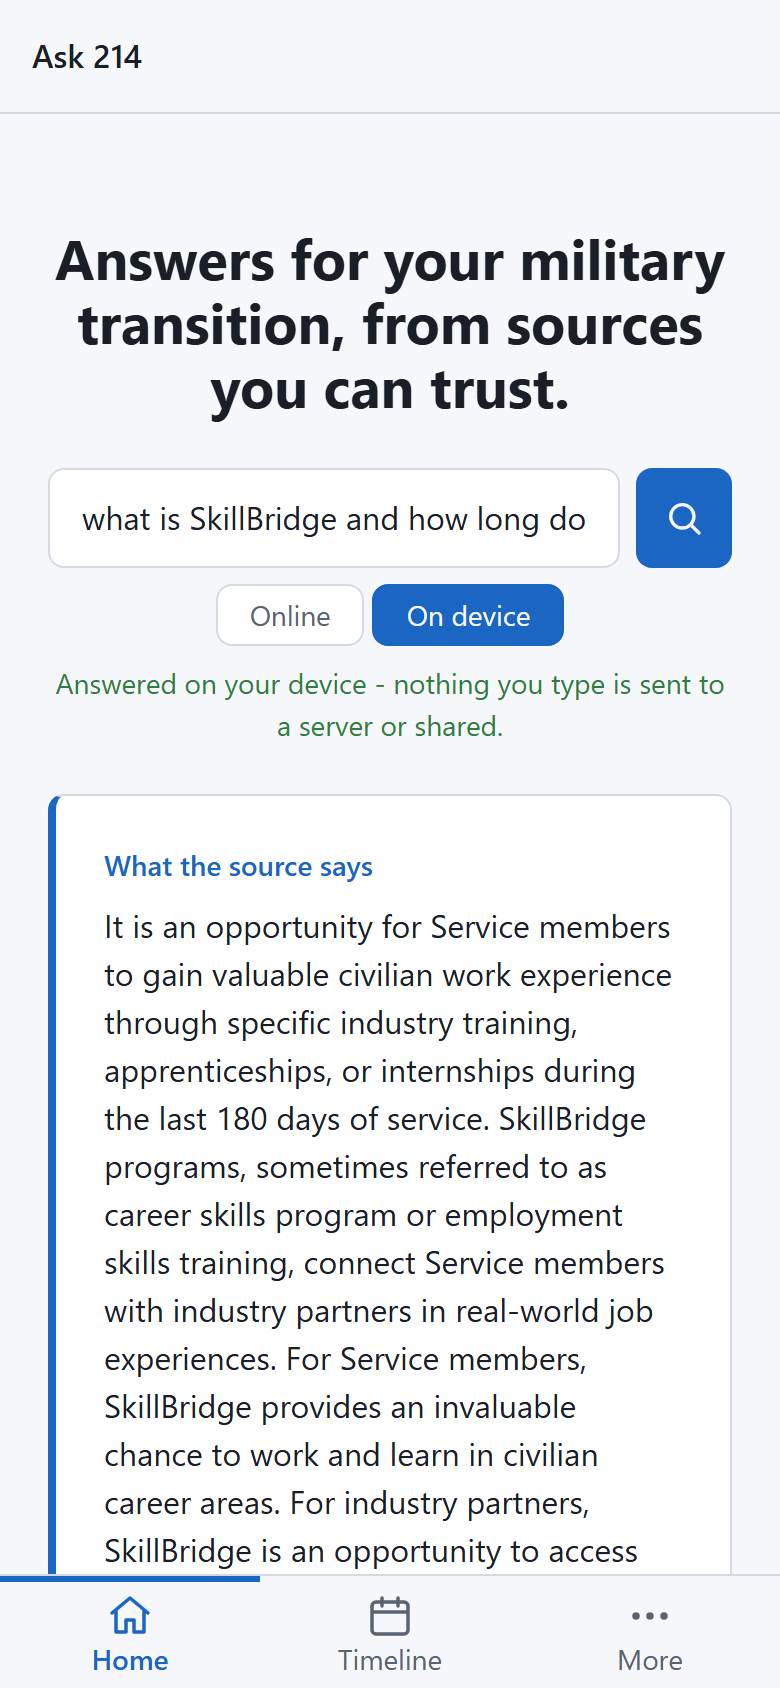 Ask 214
Answers for your military
transition, from sources
you can trust.
what is SkillBridge and how long do
Online
On device
Answered on your device - nothing you type is sent to
a server or shared.
What the source says
It is an opportunity for Service members
to gain valuable civilian work experience
through specific industry training,
apprenticeships, or internships during
the last 180 days of service. SkillBridge
programs, sometimes referred to as
career skills program or employment
skills training, connect Service members
with industry partners in real-world job
experiences. For Service members,
SkillBridge provides an invaluable
chance to work and learn in civilian
career areas. For industry partners,
SkillBridge is an opportunity to access
Home
Timeline
More